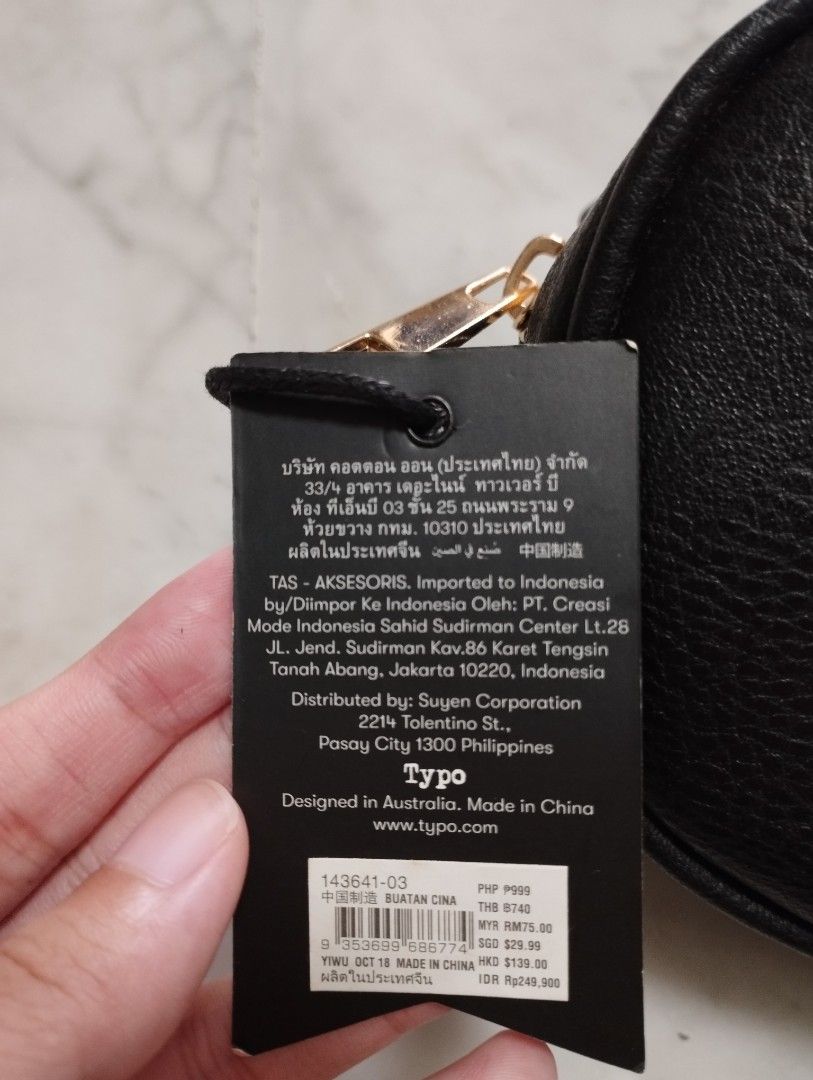 บริษัท คอตตอน ออน (ประเทศไทย) จำกัด
33/4 อาคาร เดอะไนน์ ทาวเวอร์ บี
ห้อง ทีเอ็นบี 03 ชั้น 25 ถนนพระราม 9
ห้วยขวาง กทม. 10310 ประเทศไทย
ผลิตในประเทศจีน صنع في الصين 中国制造
TAS - AKSESORIS. Imported to Indonesia
by/Diimpor Ke Indonesia Oleh: PT. Creasi
Mode Indonesia Sahid Sudirman Center Lt.28
JL. Jend. Sudirman Kav.86 Karet Tengsin
Tanah Abang, Jakarta 10220, Indonesia
Distributed by: Suyen Corporation
2214 Tolentino St.,
Pasay City 1300 Philippines
Typo
Designed in Australia. Made in China
www.typo.com
143641-03
中国制造 BUATAN CINA
9 353699 686774
YIWU OCT 18 MADE IN CHINA
ผลิตในประเทศจีน
PHP ₱999
THB ฿740
MYR RM75.00
SGD $29.99
HKD $139.00
IDR Rp249,900